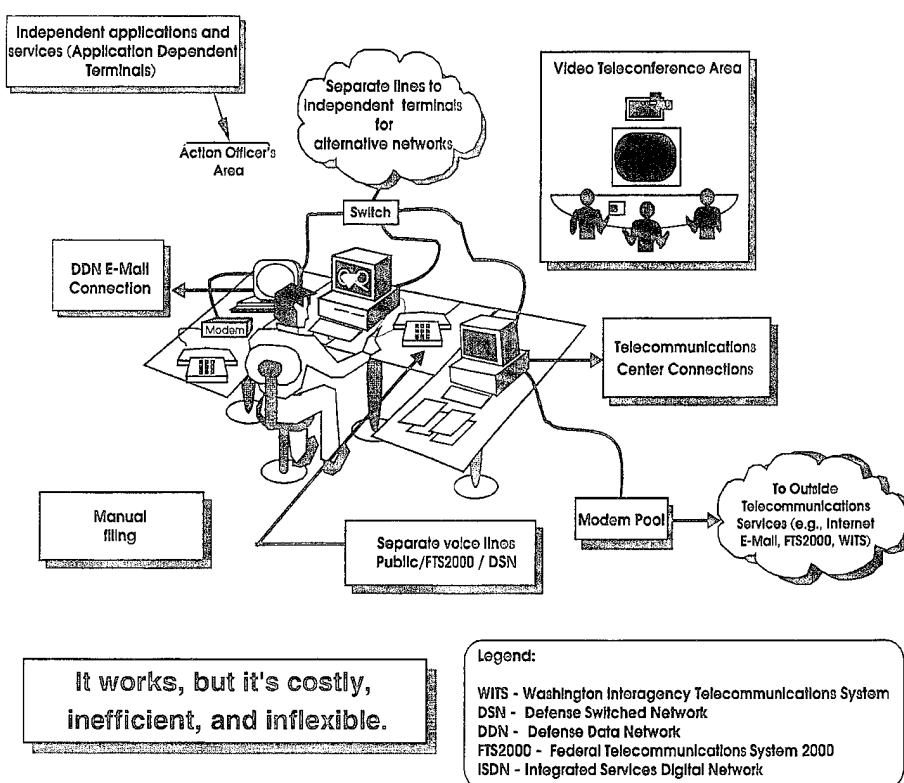 Independent applications and
services (Application Dependent
Terminals)
Action Officer's
Area
Separate lines to
independent terminals
for
alternative networks
Switch
Video Teleconference Area
DDN E-Mail
Connection
Modem
Telecommunications
Center Connections
Manual
filing
Separate voice lines
Public/FTS2000 / DSN
Modem Pool
To Outside
Telecommunications
Services (e.g., Internet
E-Mail, FTS2000, WITS)
It works, but it's costly,
inefficient, and inflexible.
Legend:
WITS - Washington Interagency Telecommunications System
DSN - Defense Switched Network
DDN - Defense Data Network
FTS2000 - Federal Telecommunications System 2000
ISDN - Integrated Services Digital Network